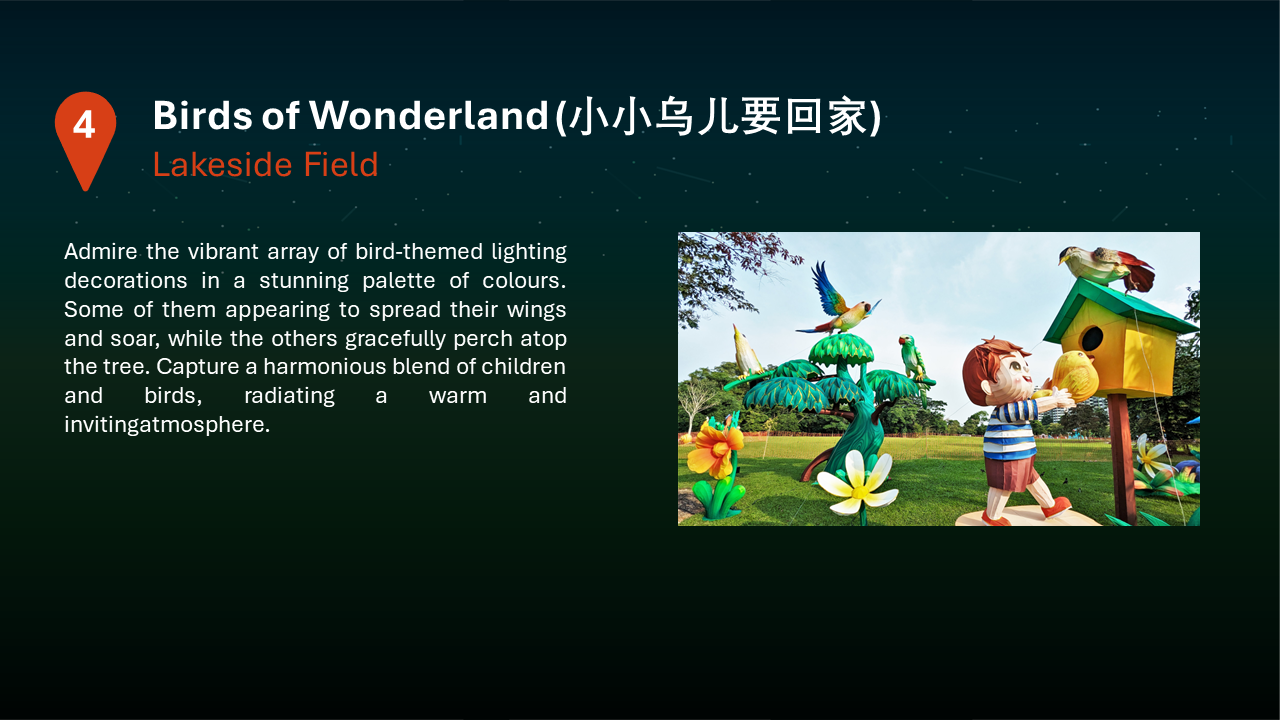 4
Birds of Wonderland (小小乌儿要回家)
Lakeside Field
Admire the vibrant array of bird-themed lighting
decorations in a stunning palette of colours.
Some of them appearing to spread their wings
and soar, while the others gracefully perch atop
the tree. Capture a harmonious blend of children
and birds, radiating a warm and
invitingatmosphere.